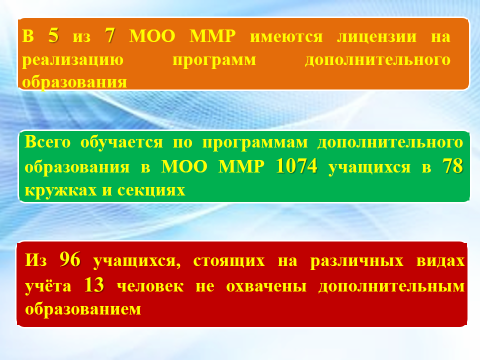 В 5 из 7 МОО ММР имеются лицензии на
реализацию программ дополнительного
образования
Всего обучается по программам дополнительного
образования в МОО ММР 1074 учащихся в 78
кружках и секциях
Из 96 учащихся, стоящих на различных видах
учёта 13 человек не охвачены дополнительным
образованием